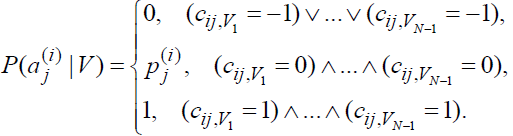 0, (c_{ij,V_1} = −1) ∨ ... ∨ (c_{ij,V_{N−1}} = −1),
P(a_j^{(i)} | V) = { p_j^{(i)}, (c_{ij,V_1} = 0) ∧ ... ∧ (c_{ij,V_{N−1}} = 0),
1, (c_{ij,V_1} = 1) ∧ ... ∧ (c_{ij,V_{N−1}} = 1).